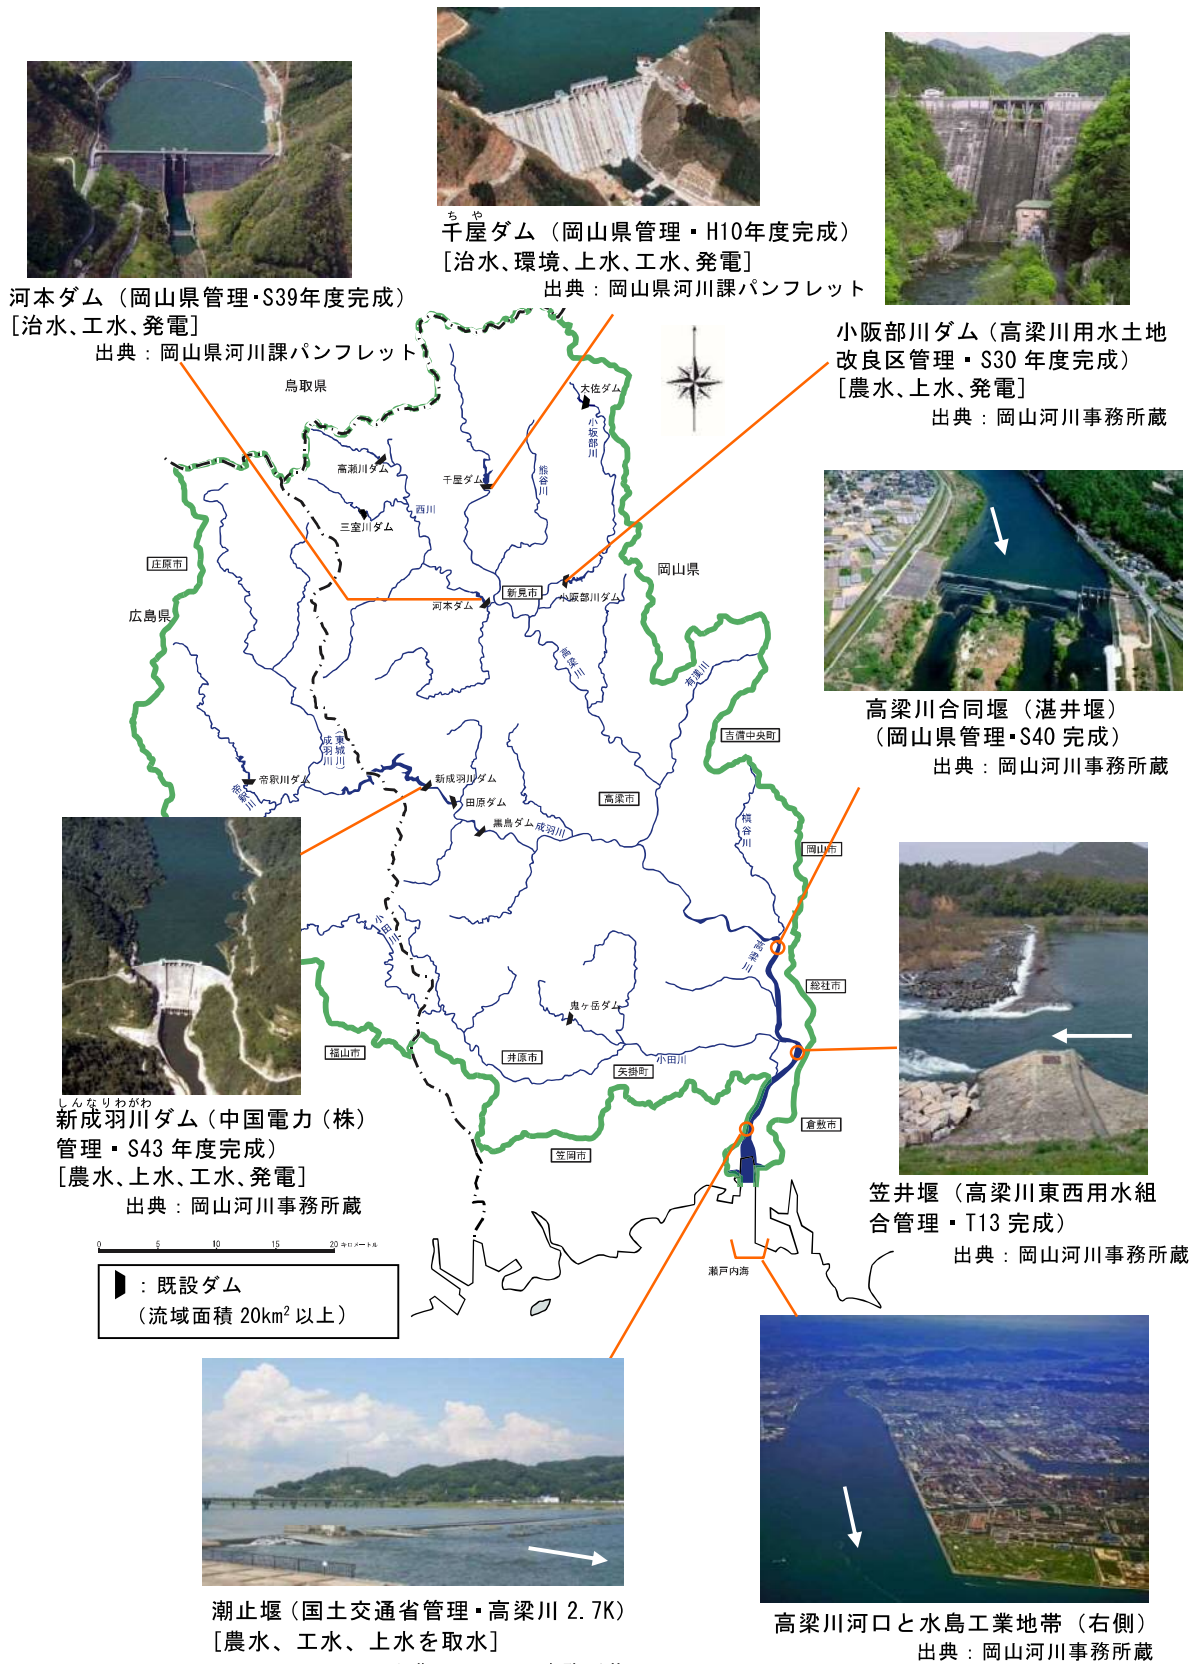 千屋ダム（岡山県管理・H10年度完成）
ちや
[治水、環境、上水、工水、発電]
出典：岡山県河川課パンフレット
河本ダム（岡山県管理・S39年度完成）
[治水、工水、発電]
出典：岡山県河川課パンフレット
小阪部川ダム（高梁川用水土地
改良区管理・S30 年度完成）
[農水、上水、発電]
出典：岡山河川事務所蔵
鳥取県
大佐ダム
小坂部川
高瀬川ダム
千屋ダム
熊谷川
西川
三室川ダム
庄原市
岡山県
新見市
小阪部川ダム
河本ダム
広島県
高梁川
有漢川
高梁川合同堰（湛井堰）
（岡山県管理・S40 完成）
出典：岡山河川事務所蔵
吉備中央町
成羽川
（東城川）
帝釈川ダム
帝釈川
新成羽川ダム
田原ダム
高梁市
黒鳥ダム
成羽川
槙谷川
岡山市
小田川
高梁川
総社市
鬼ヶ岳ダム
福山市
井原市
小田川
矢掛町
倉敷市
笠岡市
しんなりわがわ
新成羽川ダム（中国電力（株）
管理・S43 年度完成）
[農水、上水、工水、発電]
出典：岡山河川事務所蔵
笠井堰（高梁川東西用水組
合管理・T13 完成）
出典：岡山河川事務所蔵
0 5 10 15 20 キロメートル
：既設ダム
（流域面積 20km² 以上）
瀬戸内海
潮止堰（国土交通省管理・高梁川 2.7K）
[農水、工水、上水を取水]
高梁川河口と水島工業地帯（右側）
出典：岡山河川事務所蔵